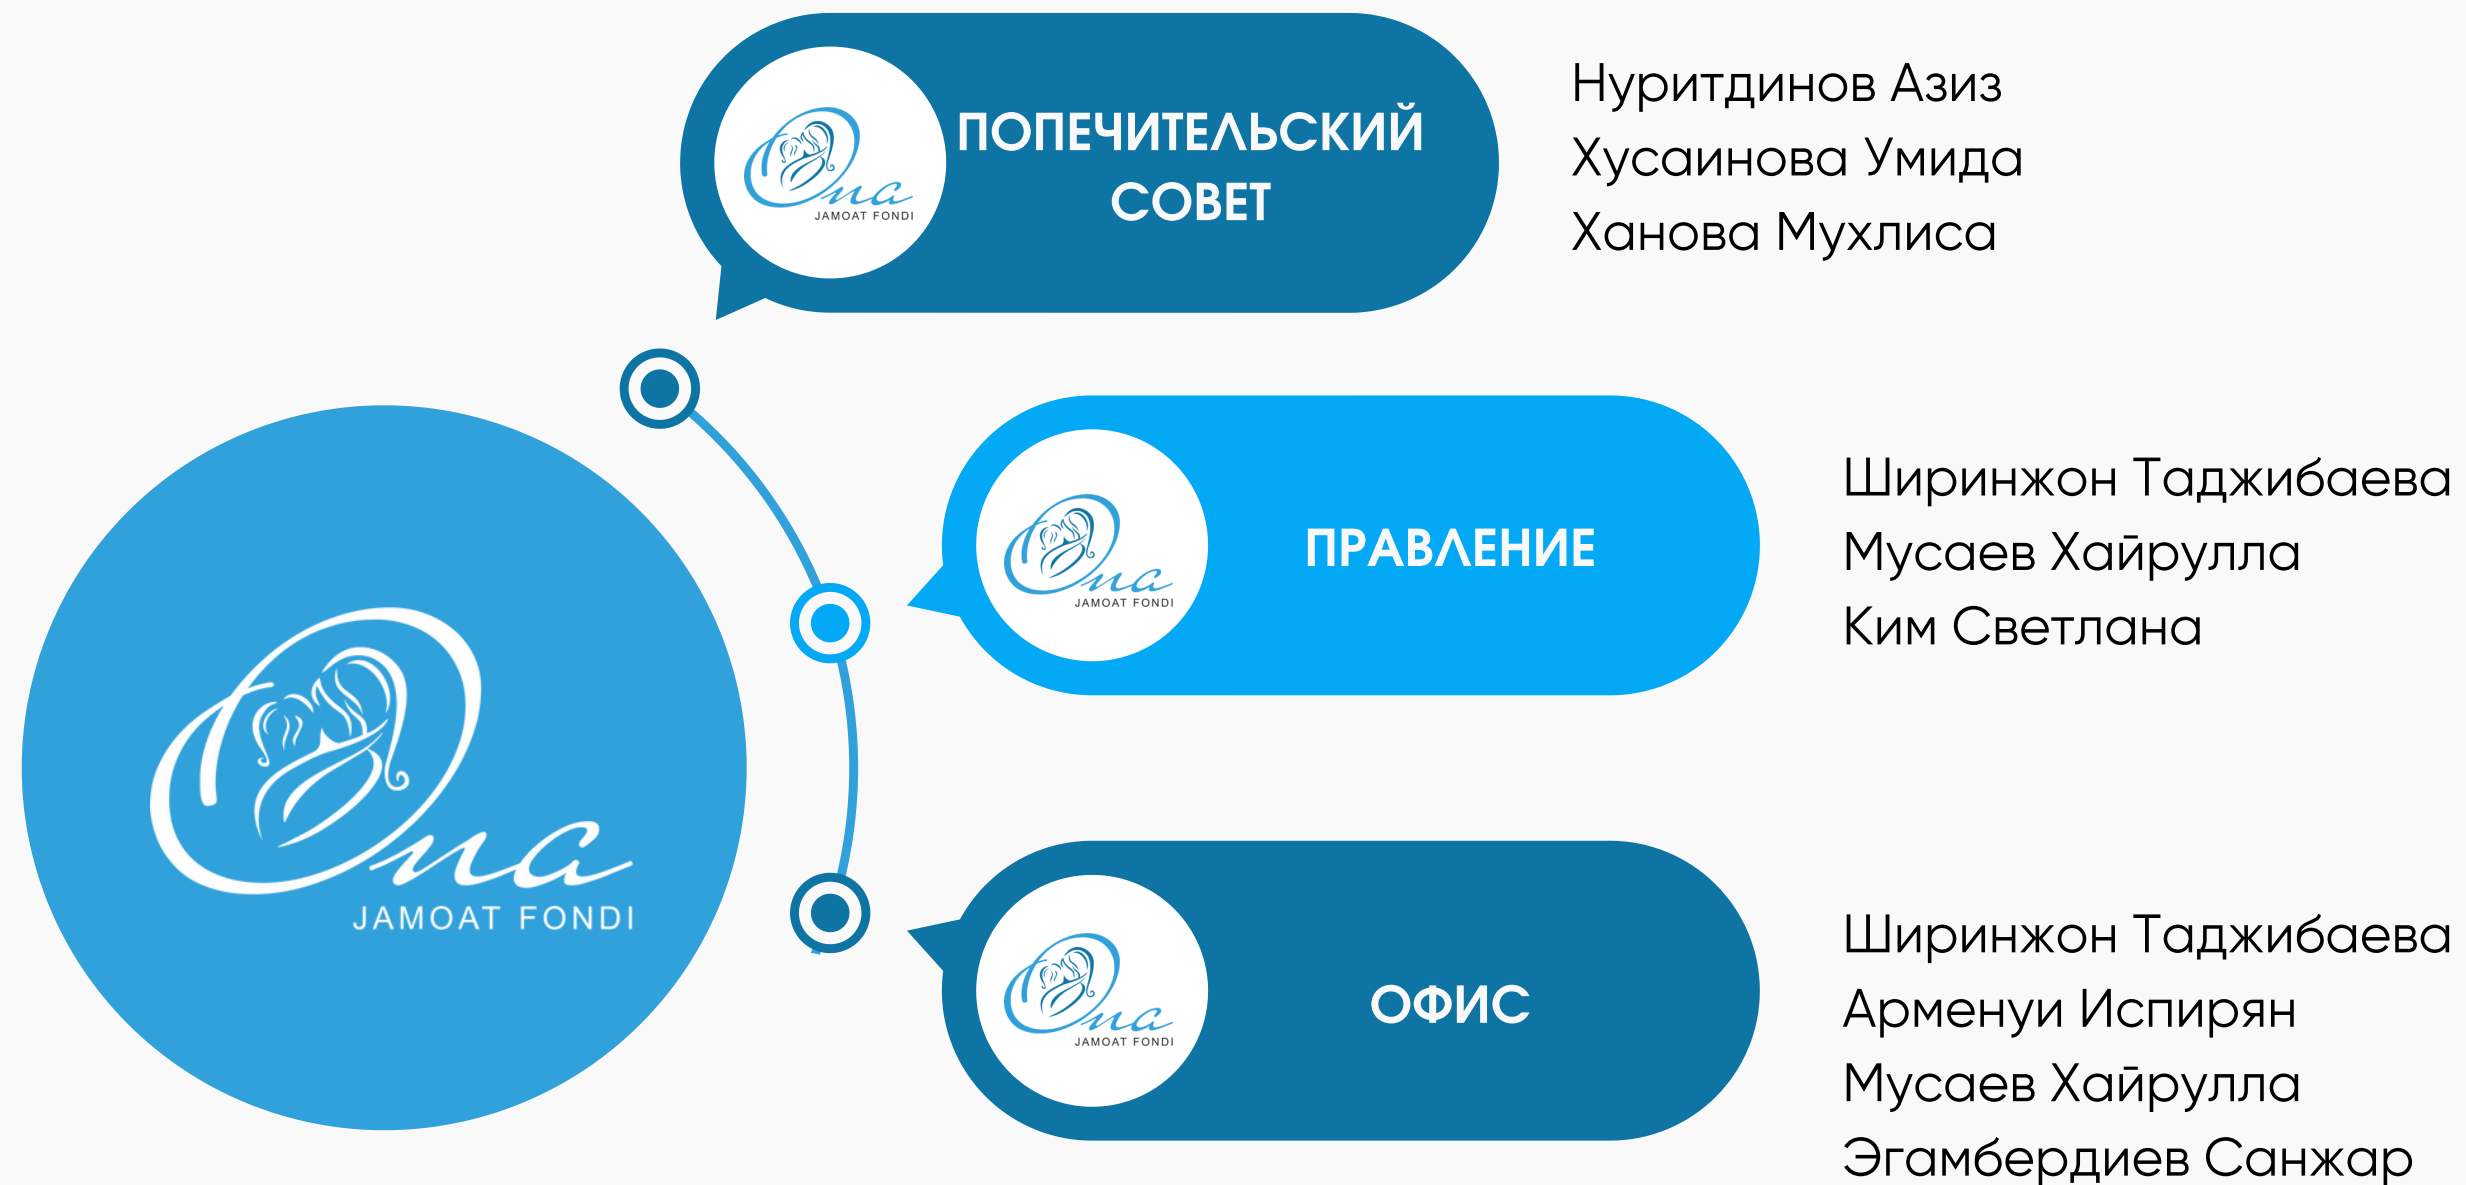 Ona
JAMOAT FONDI
ПОПЕЧИТЕЛЬСКИЙ
СОВЕТ
Нуритдинов Азиз
Хусаинова Умида
Ханова Мухлиса
Ona
JAMOAT FONDI
ПРАВЛЕНИЕ
Ширинжон Таджибаева
Мусаев Хайрулла
Ким Светлана
Ona
JAMOAT FONDI
Ona
JAMOAT FONDI
ОФИС
Ширинжон Таджибаева
Арменуи Испирян
Мусаев Хайрулла
Эгамбердиев Санжар